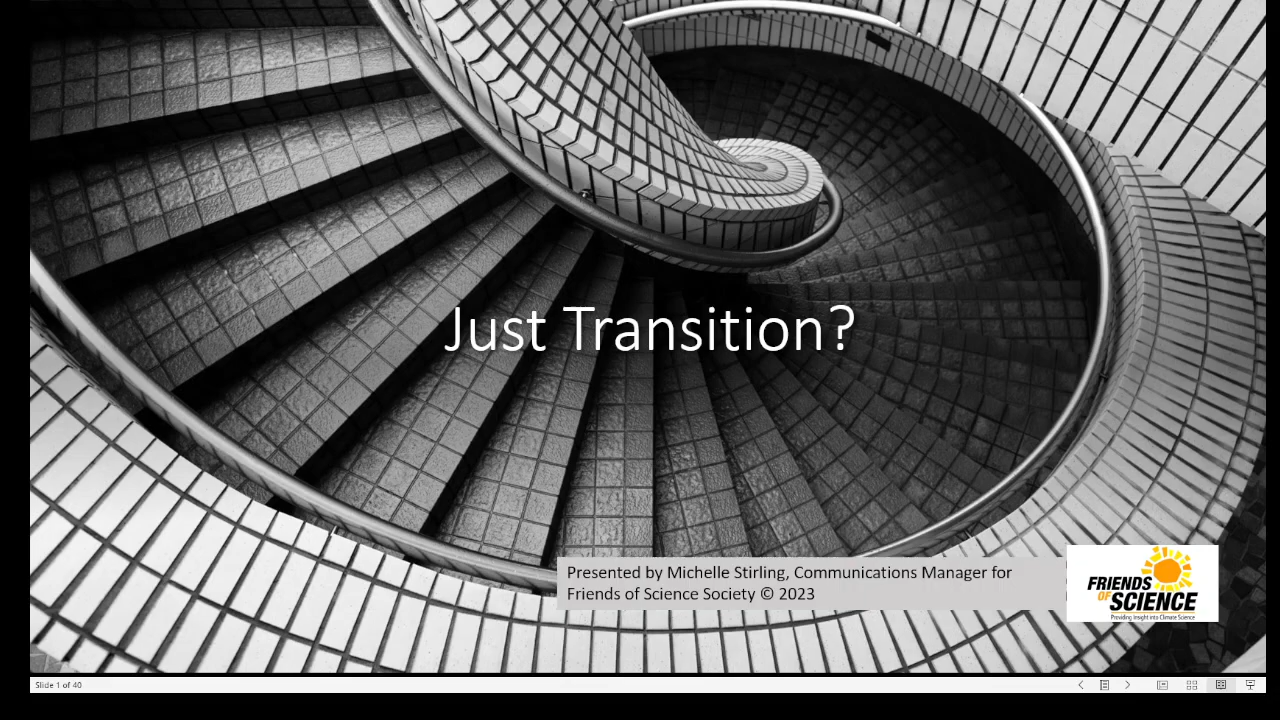 Just Transition?
Presented by Michelle Stirling, Communications Manager for
Friends of Science Society © 2023
FRIENDS
OF SCIENCE
Providing Insight into Climate Science
Slide 1 of 40